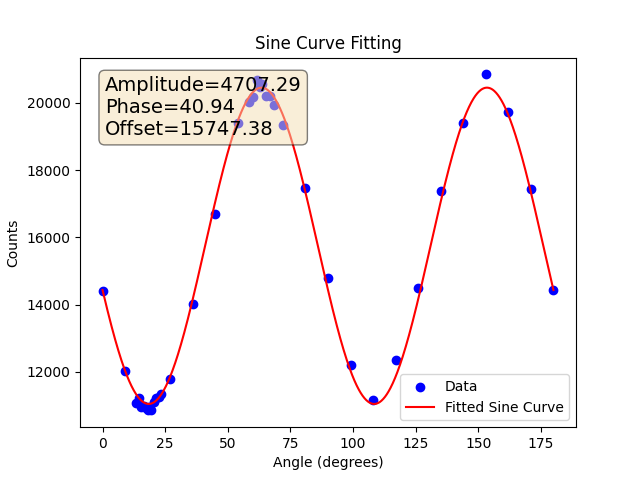 Sine Curve Fitting
Amplitude=4707.29
Phase=40.94
Offset=15747.38
20000
18000
16000
14000
12000
Counts
Data
Fitted Sine Curve
0 25 50 75 100 125 150 175
Angle (degrees)